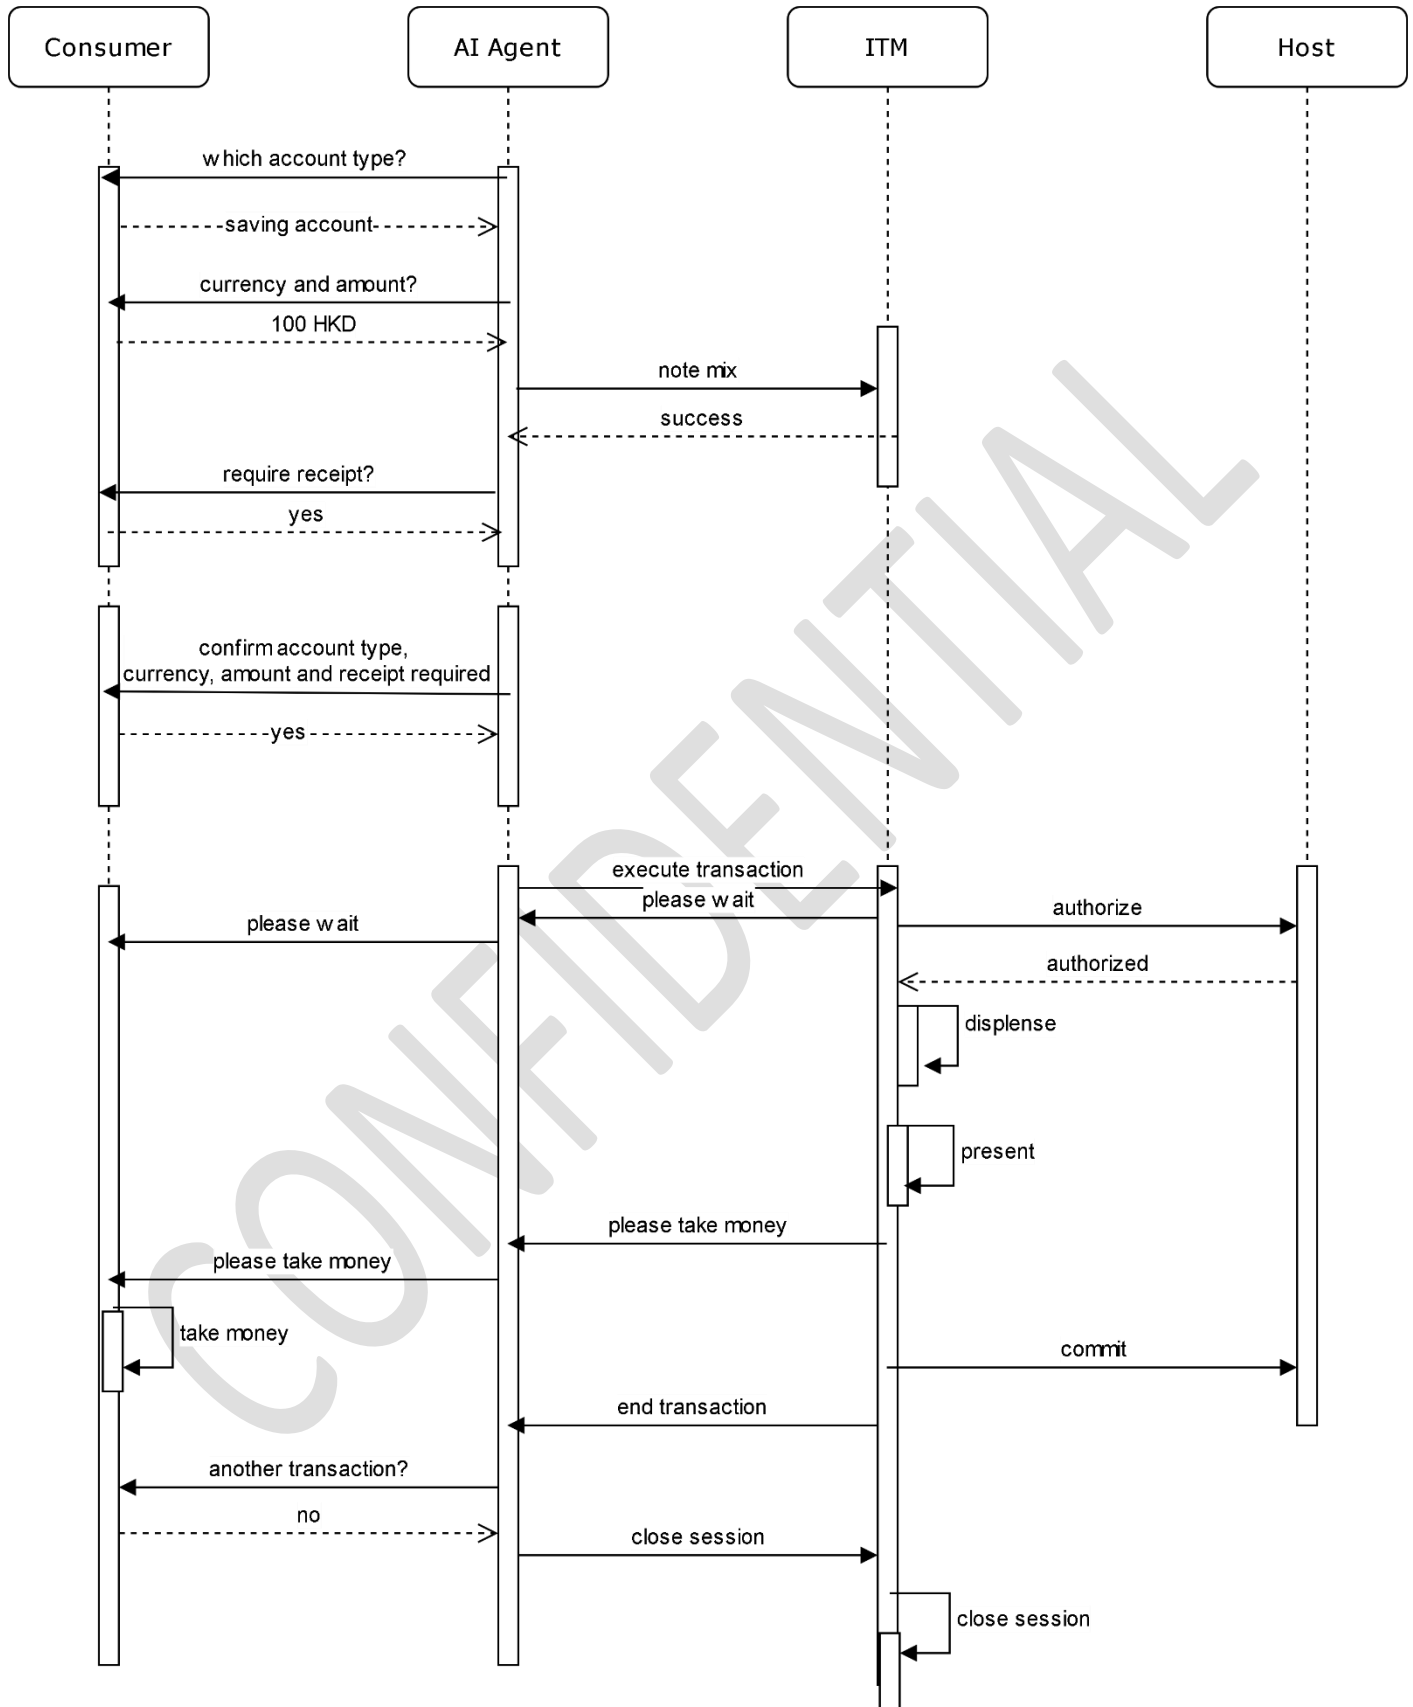 Consumer
AI Agent
ITM
Host
which account type?
saving account
currency and amount?
100 HKD
note mix
success
require receipt?
yes
confirm account type,
currency, amount and receipt required
yes
execute transaction
please wait
authorize
please wait
authorized
displense
present
please take money
please take money
take money
commit
end transaction
another transaction?
no
close session
close session
CONFIDENTIAL